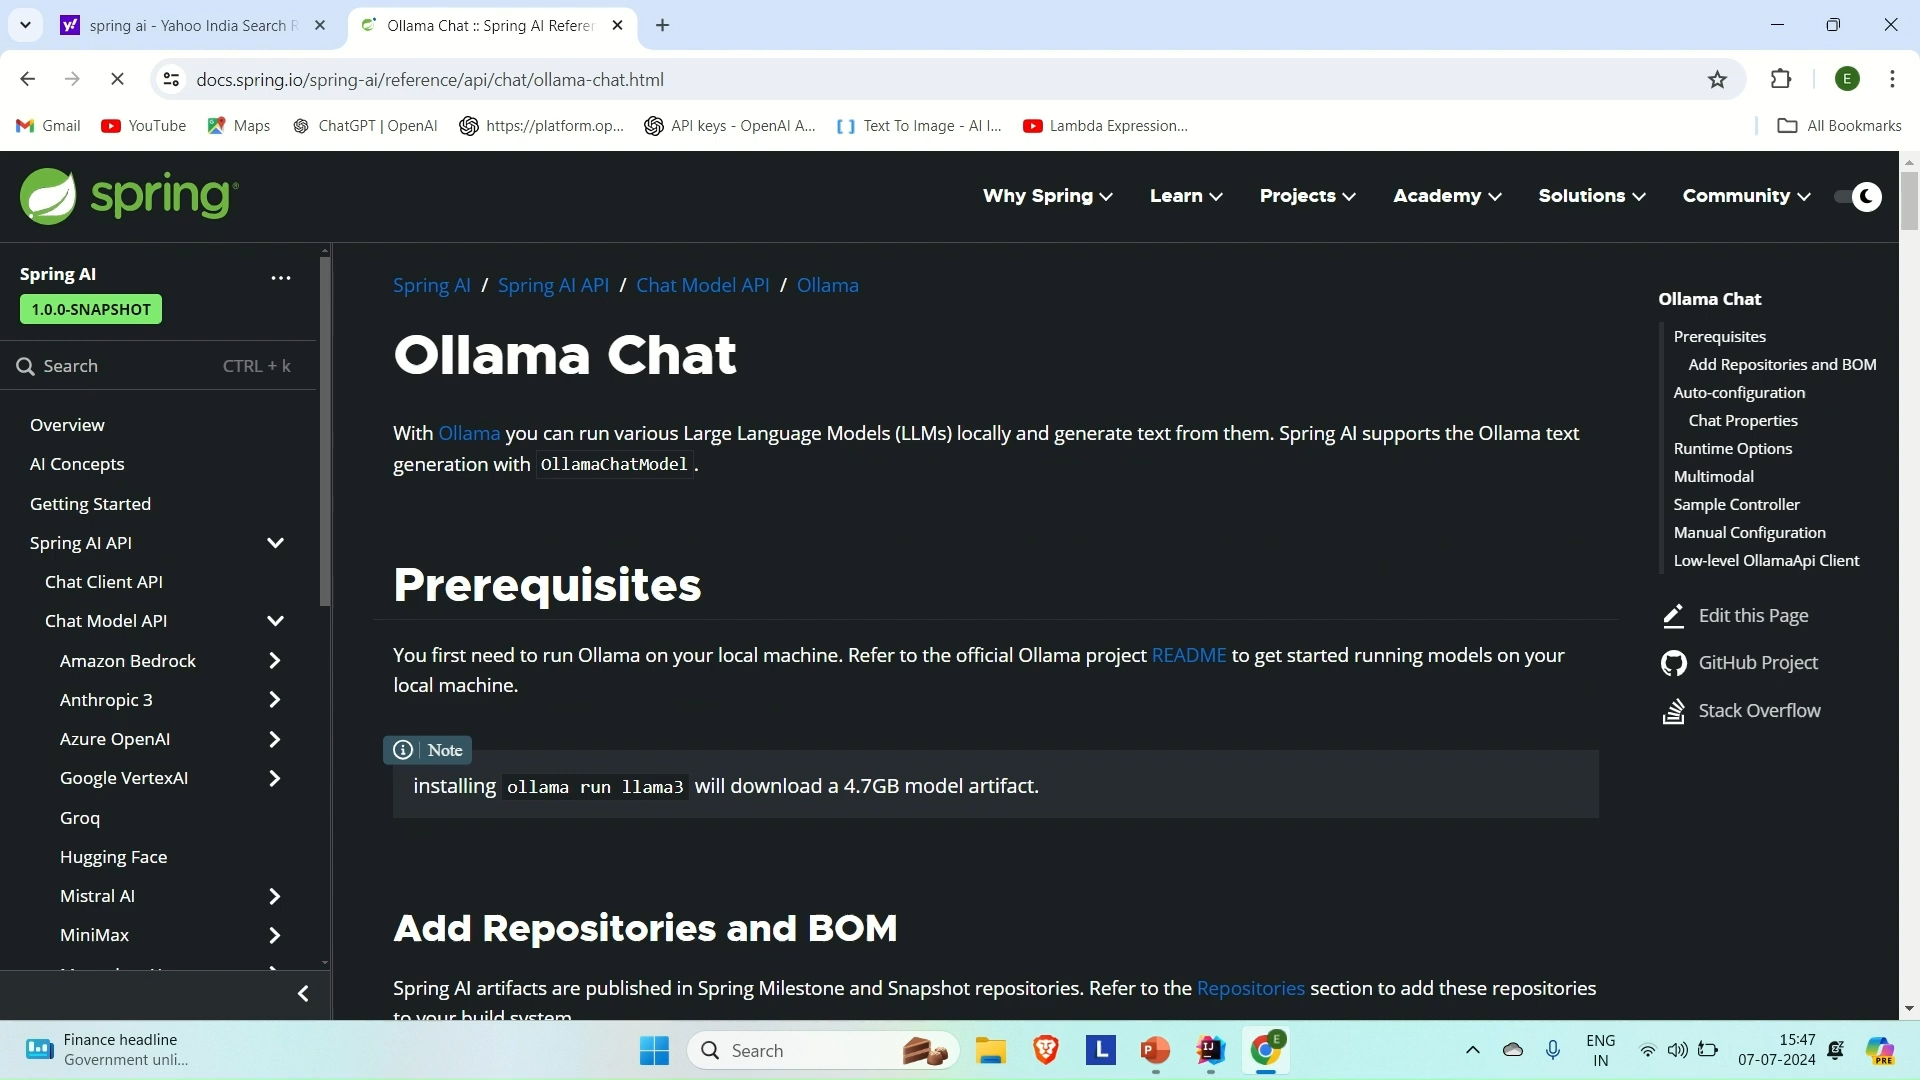 spring ai - Yahoo India Search R
Ollama Chat :: Spring AI Referen
docs.spring.io/spring-ai/reference/api/chat/ollama-chat.html
E
Gmail
YouTube
Maps
ChatGPT | OpenAI
https://platform.op...
API keys - OpenAI A...
Text To Image - AI I...
Lambda Expression...
All Bookmarks
spring
Why Spring
Learn
Projects
Academy
Solutions
Community
Spring AI
1.0.0-SNAPSHOT
Search CTRL + k
Overview
AI Concepts
Getting Started
Spring AI API
Chat Client API
Chat Model API
Amazon Bedrock
Anthropic 3
Azure OpenAI
Google VertexAI
Groq
Hugging Face
Mistral AI
MiniMax
Spring AI / Spring AI API / Chat Model API / Ollama
Ollama Chat
With Ollama you can run various Large Language Models (LLMs) locally and generate text from them. Spring AI supports the Ollama text
generation with OllamaChatModel .
Prerequisites
You first need to run Ollama on your local machine. Refer to the official Ollama project README to get started running models on your
local machine.
Note
installing ollama run llama3 will download a 4.7GB model artifact.
Add Repositories and BOM
Spring AI artifacts are published in Spring Milestone and Snapshot repositories. Refer to the Repositories section to add these repositories
to your build system.
Ollama Chat
Prerequisites
Add Repositories and BOM
Auto-configuration
Chat Properties
Runtime Options
Multimodal
Sample Controller
Manual Configuration
Low-level OllamaApi Client
Edit this Page
GitHub Project
Stack Overflow
Finance headline
Government unli...
Search
L
P
IJ
E
ENG
IN
15:47
07-07-2024
PRE